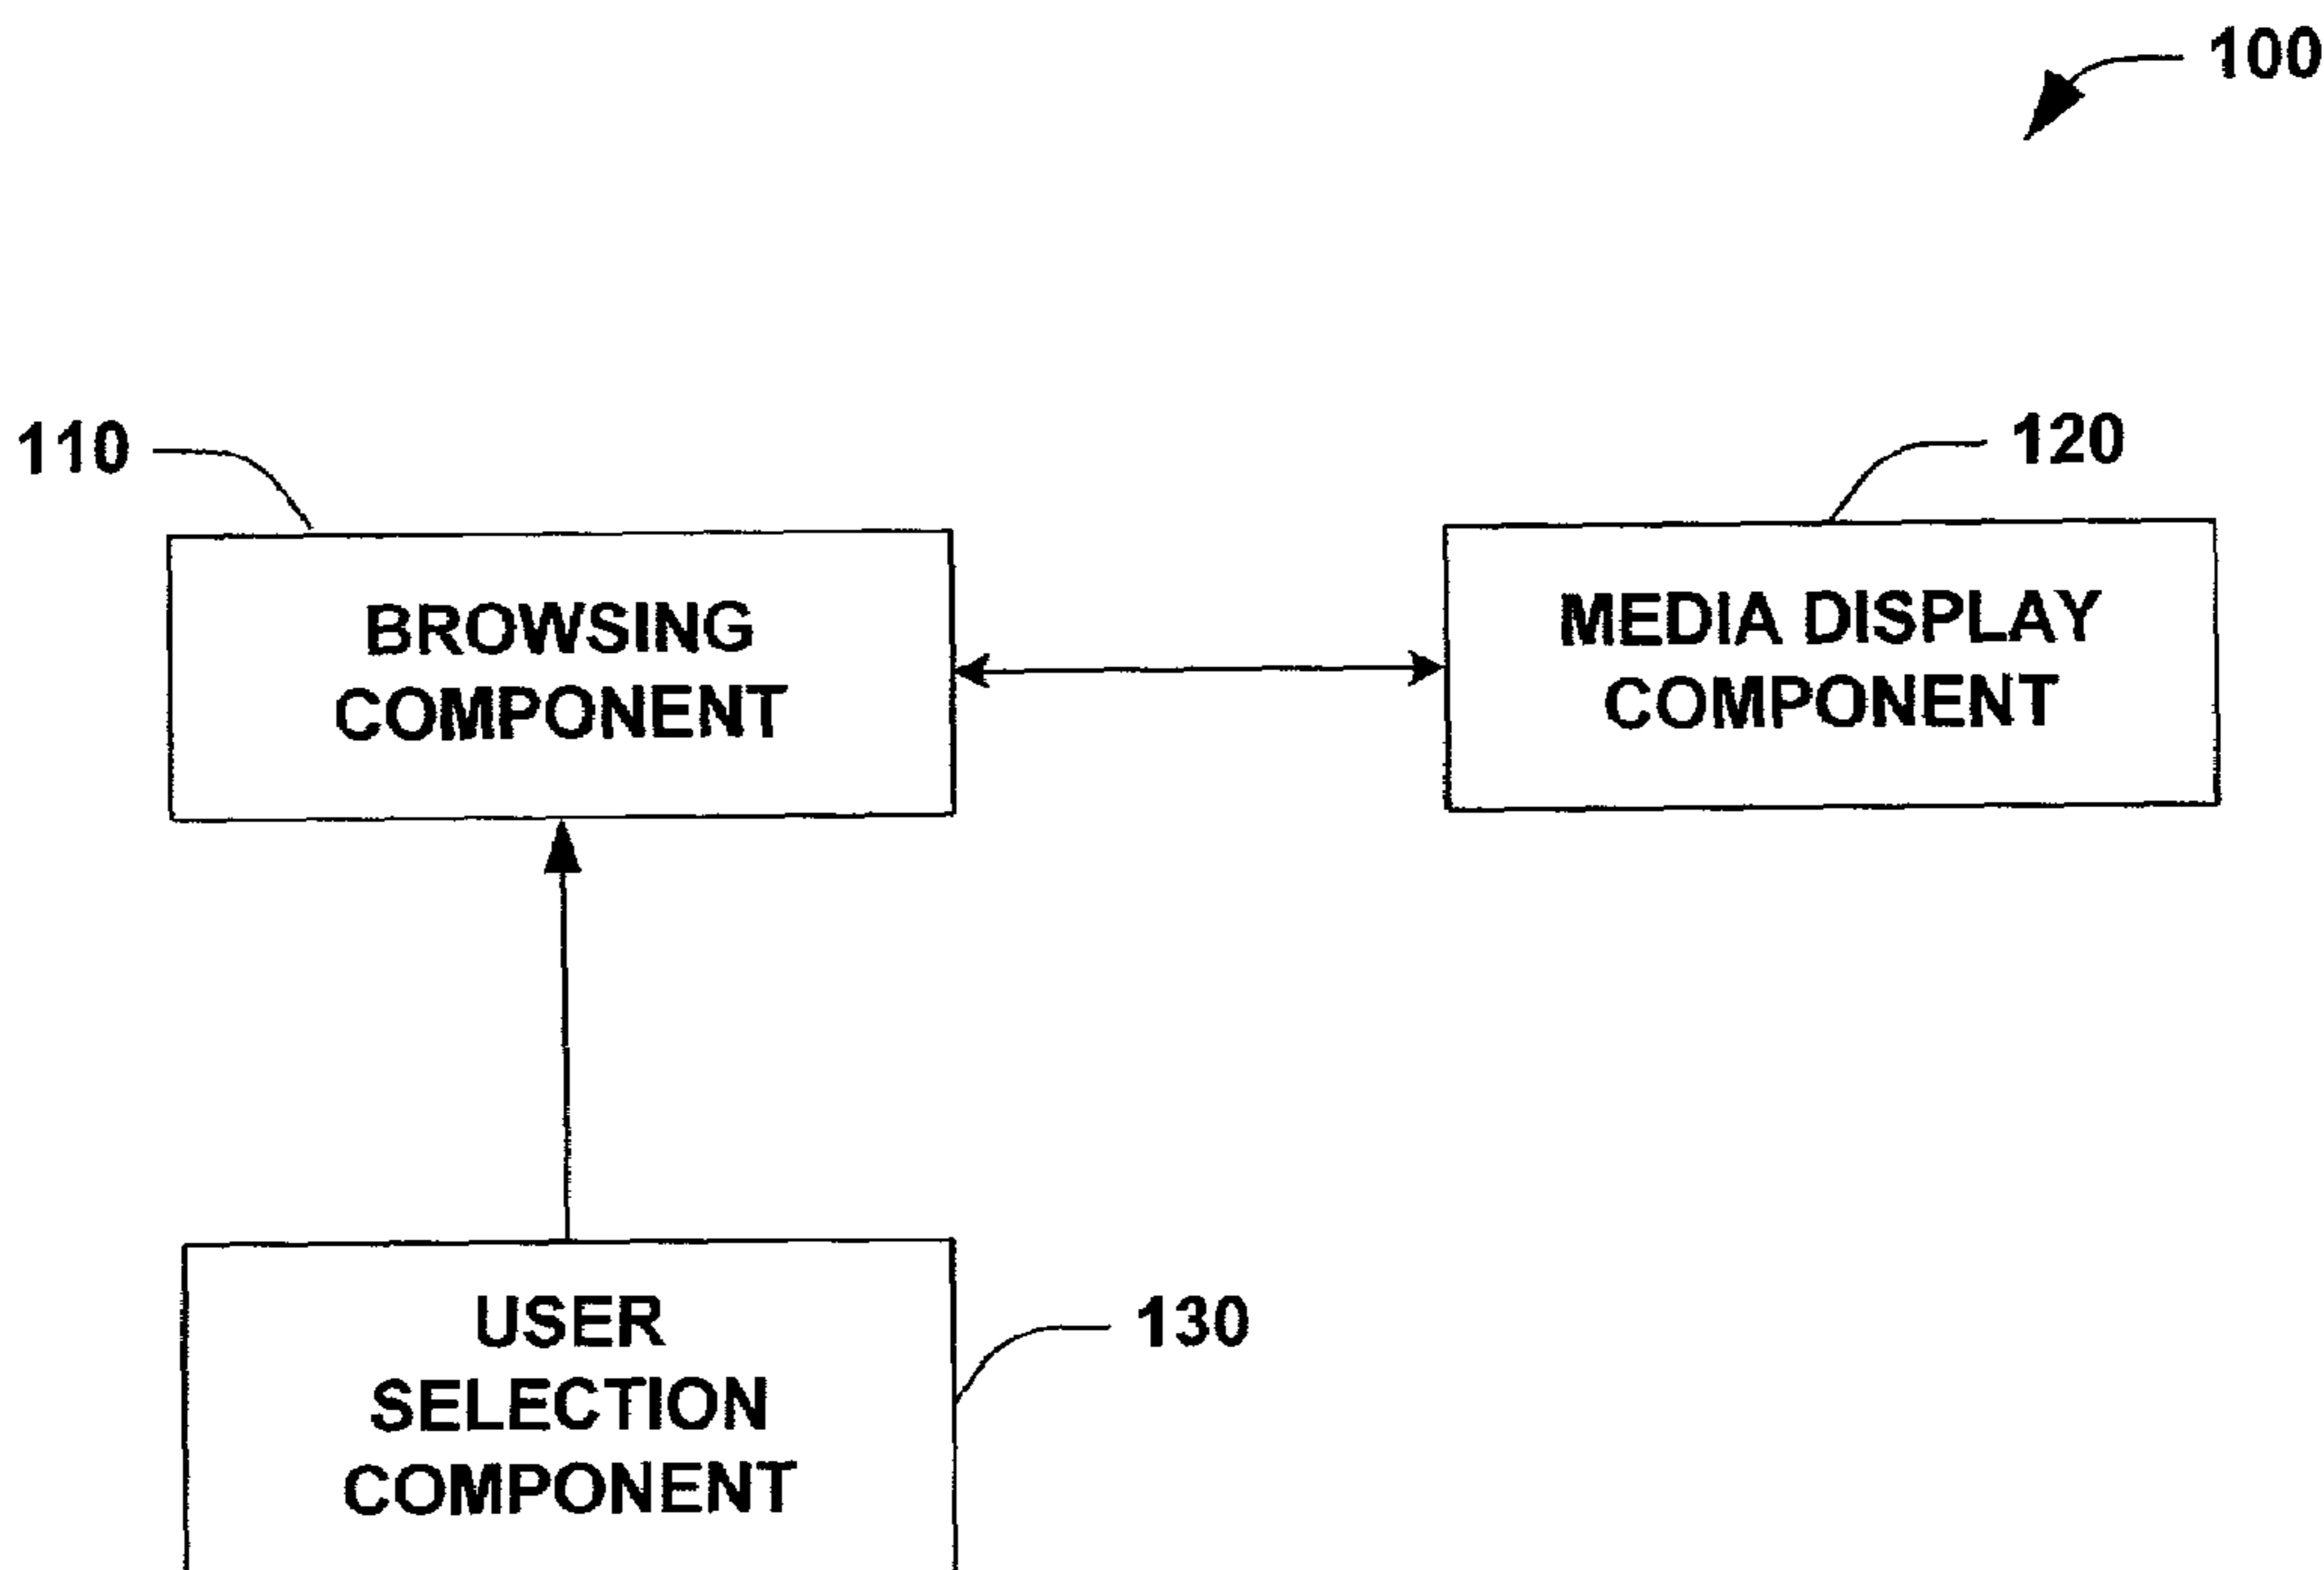 100
110
120
BROWSING
COMPONENT
MEDIA DISPLAY
COMPONENT
USER
SELECTION
COMPONENT
130